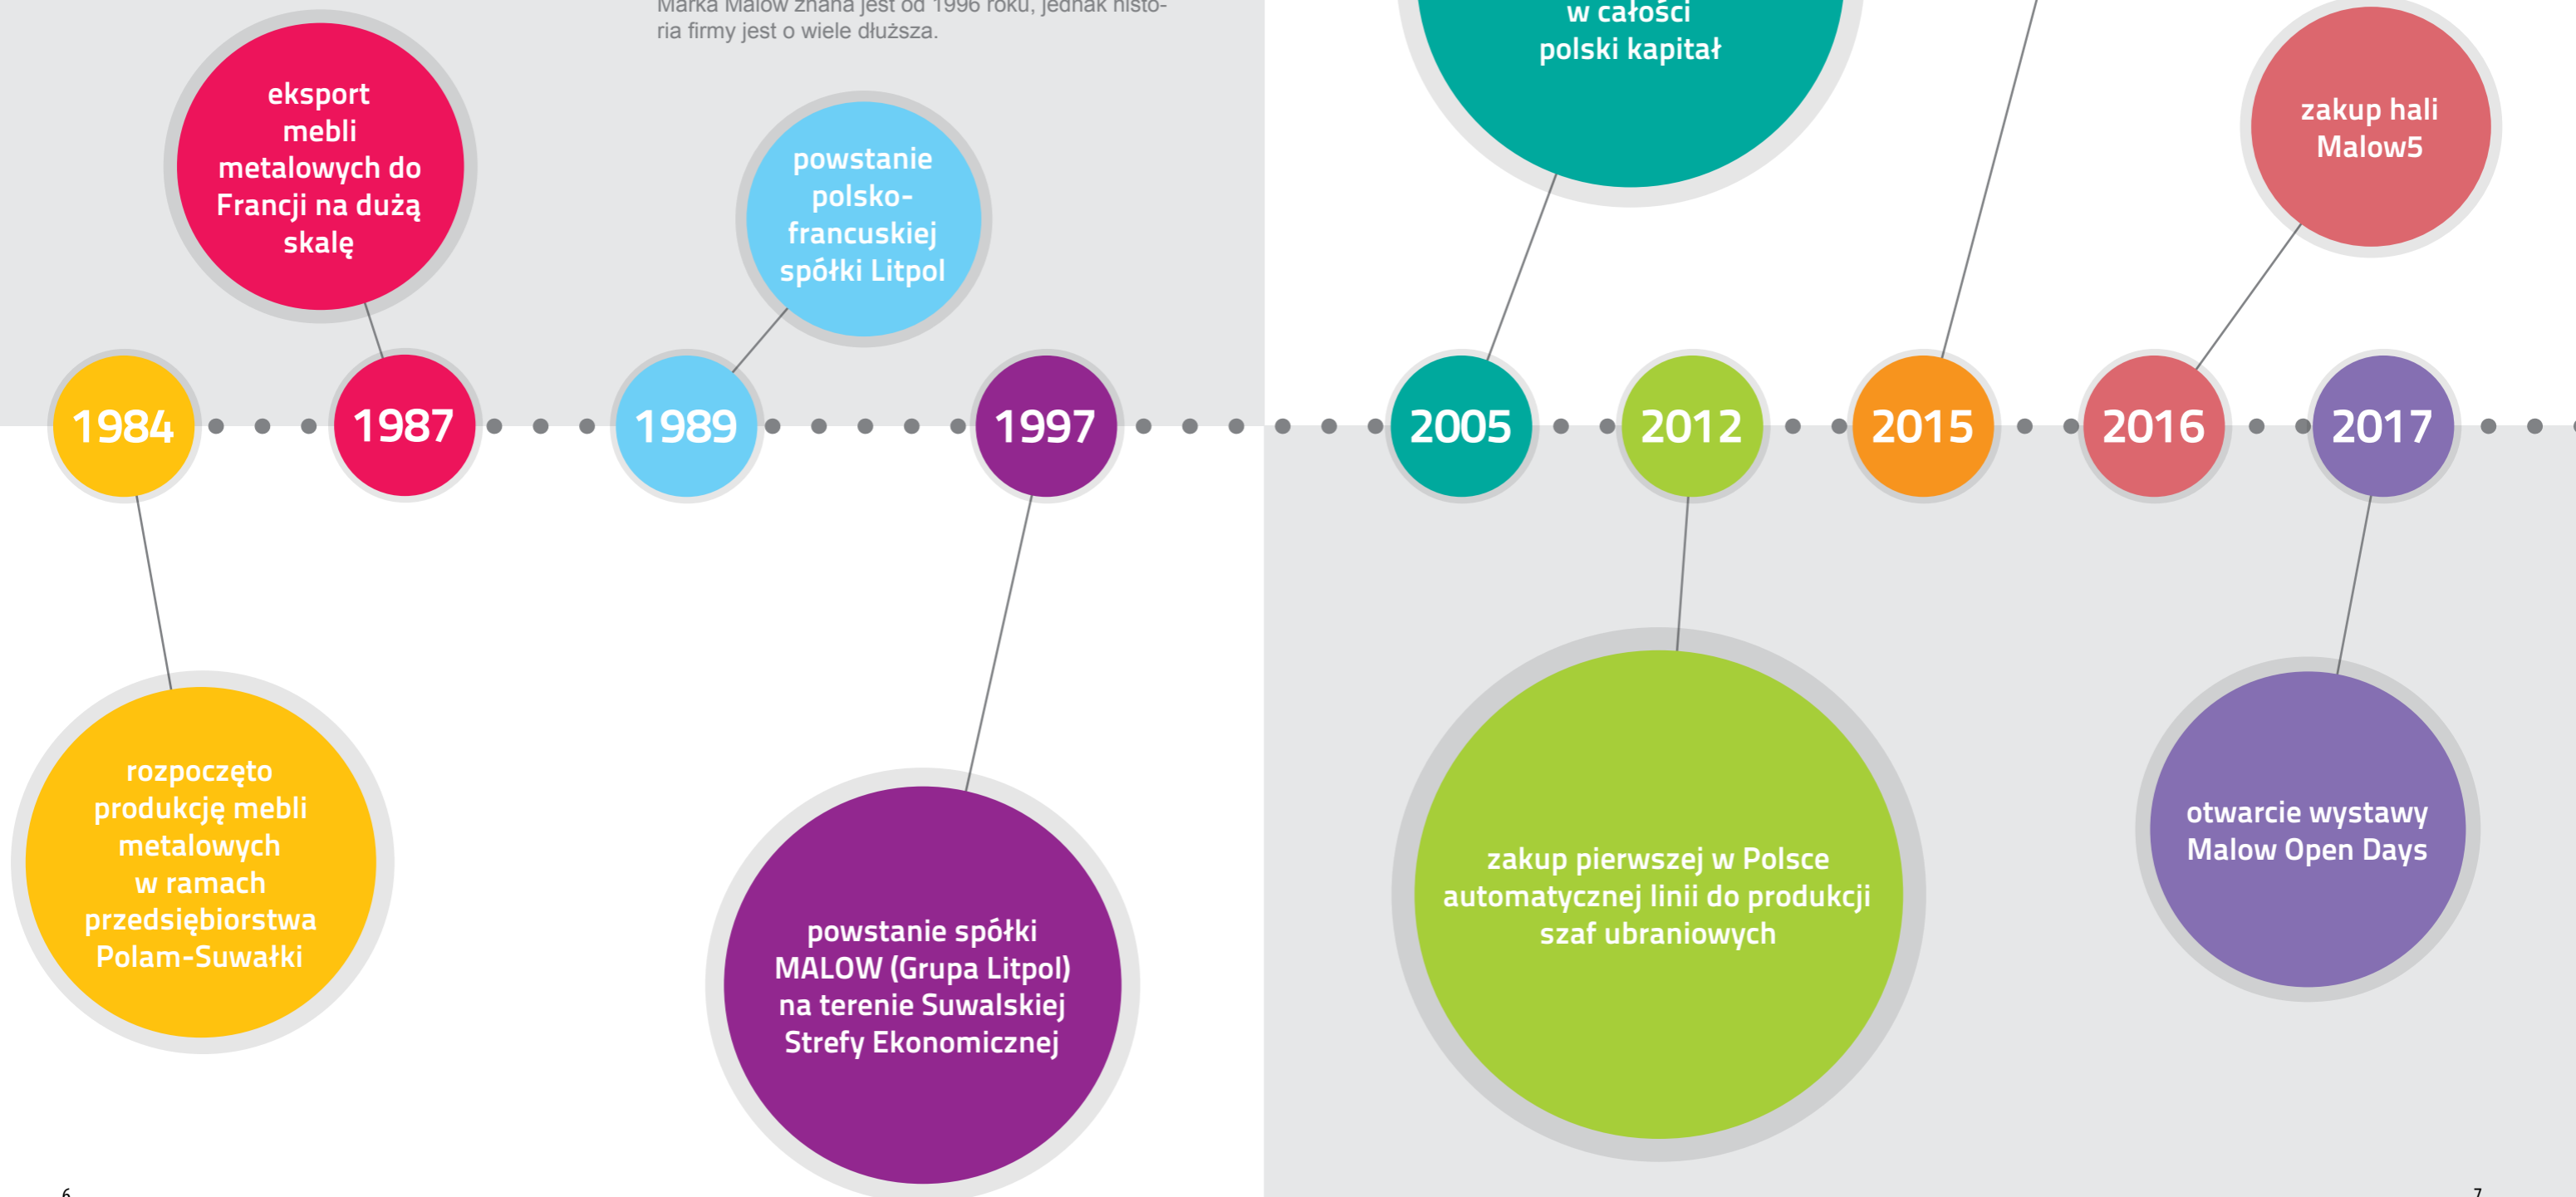 Marka Malow znana jest od 1996 roku, jednak histo-
ria firmy jest o wiele dłuższa.
eksport
mebli
metalowych do
Francji na dużą
skalę
powstanie
polsko-
francuskiej
spółki Litpol
w całości
polski kapitał
zakup hali
Malow5
1984
1987
1989
1997
2005
2012
2015
2016
2017
rozpoczęto
produkcję mebli
metalowych
w ramach
przedsiębiorstwa
Polam-Suwałki
powstanie spółki
MALOW (Grupa Litpol)
na terenie Suwalskiej
Strefy Ekonomicznej
zakup pierwszej w Polsce
automatycznej linii do produkcji
szaf ubraniowych
otwarcie wystawy
Malow Open Days
6
7